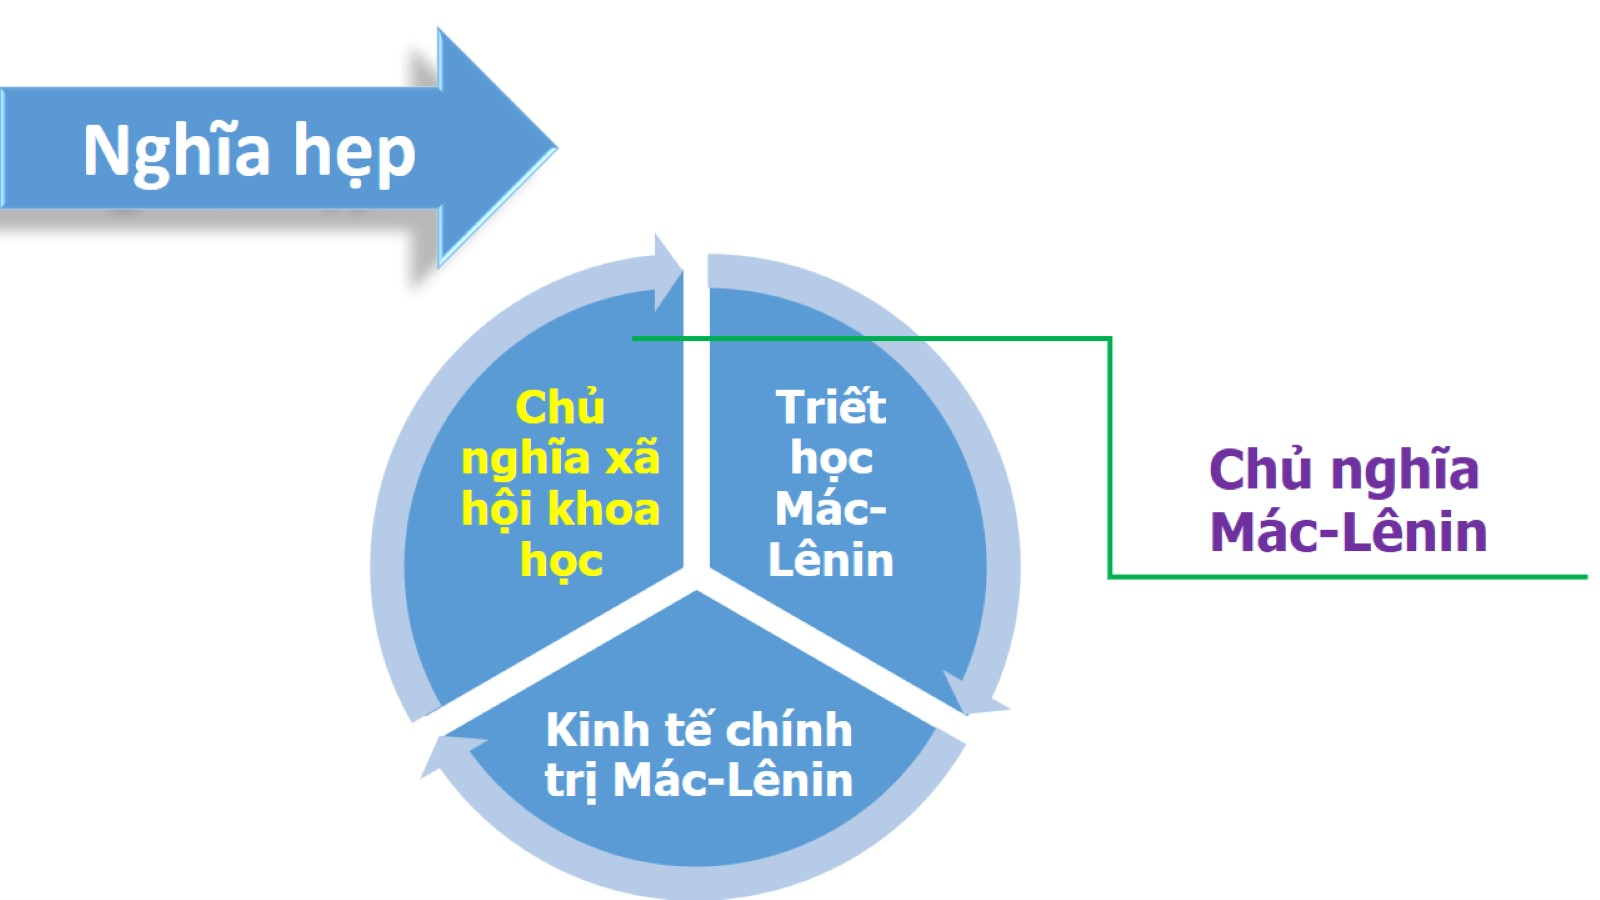 Nghĩa hẹp
Chủ
nghĩa xã
hội khoa
học
Triết
học
Mác-
Lênin
Kinh tế chính
trị Mác-Lênin
Chủ nghĩa
Mác-Lênin